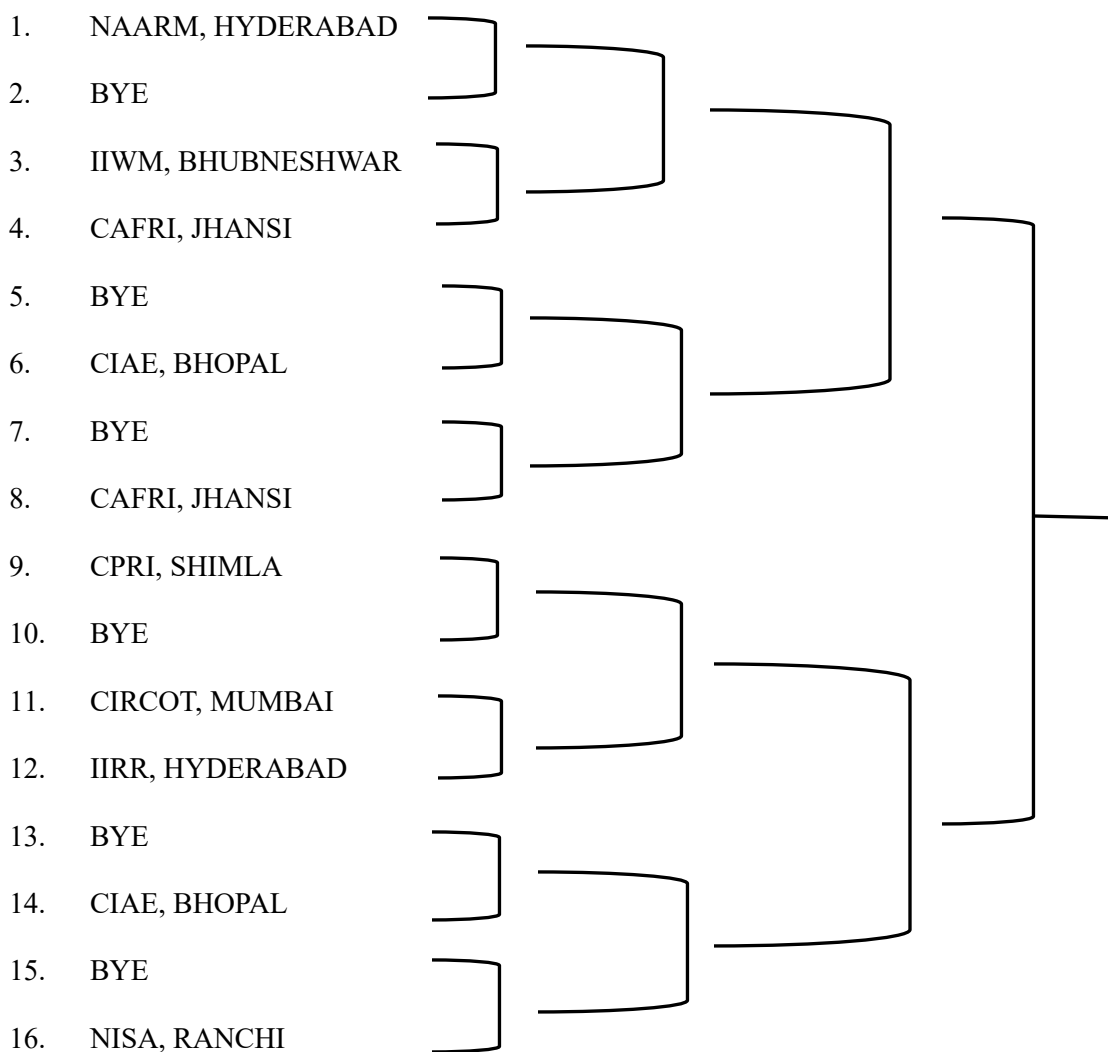 1. NAARM, HYDERABAD
2. BYE
3. IIWM, BHUBNESHWAR
4. CAFRI, JHANSI
5. BYE
6. CIAE, BHOPAL
7. BYE
8. CAFRI, JHANSI
9. CPRI, SHIMLA
10. BYE
11. CIRCOT, MUMBAI
12. IIRR, HYDERABAD
13. BYE
14. CIAE, BHOPAL
15. BYE
16. NISA, RANCHI